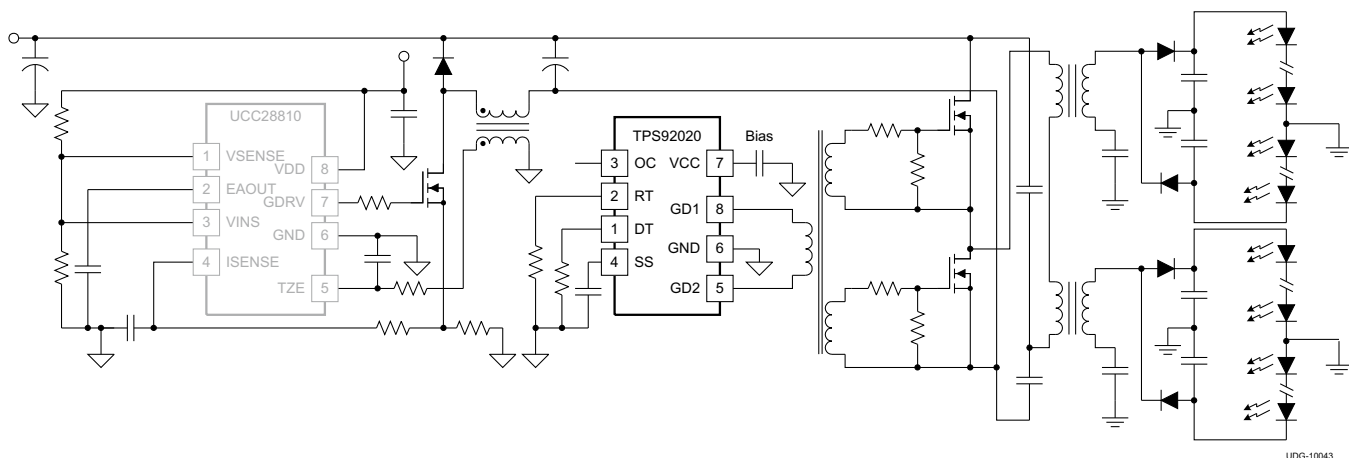 UCC28810
1 VSENSE
VDD 8
2 EAOUT
GDRV 7
3 VINS
GND 6
4 ISENSE
TZE 5
TPS92020
Bias
3 OC
VCC 7
2 RT
GD1 8
1 DT
GND 6
4 SS
GD2 5
UDG-10043